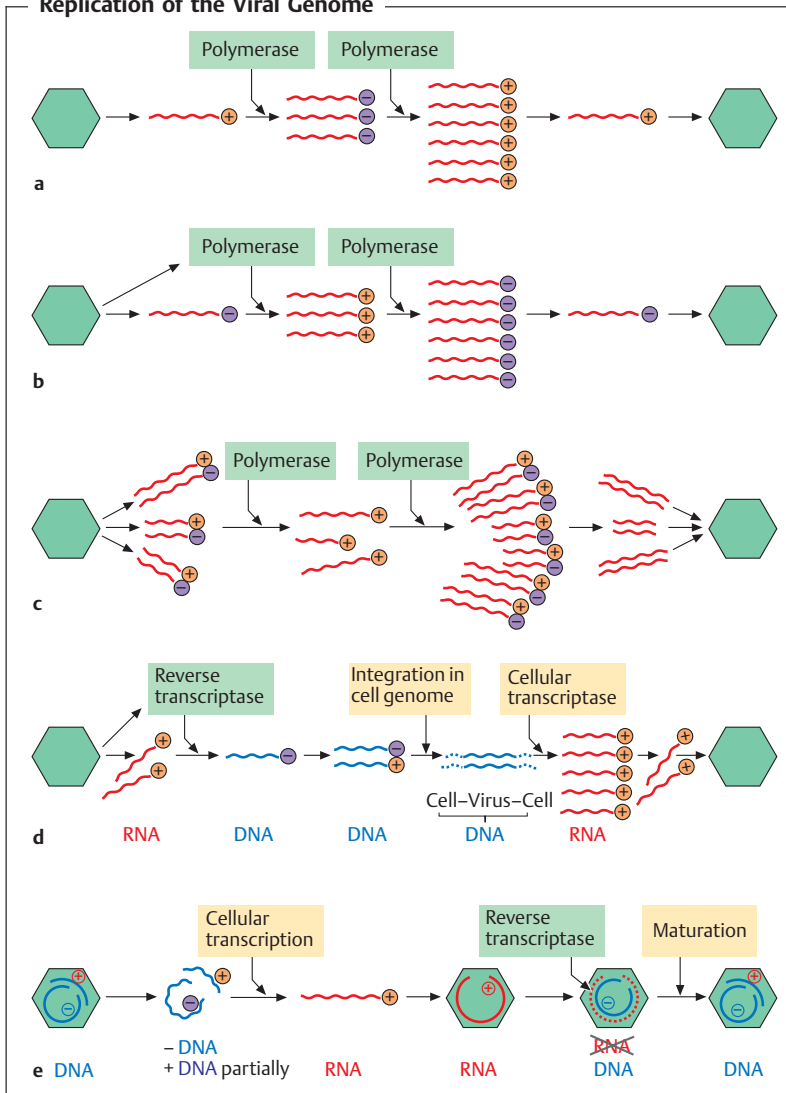 Replication of the Viral Genome
Polymerase Polymerase
+ − − − + + + + + + +
a
Polymerase Polymerase
− + + + − − − − − − −
b
Polymerase Polymerase
+ − + − + − + + + + − + − + − + − + − + −
c
Reverse transcriptase
Integration in cell genome
Cellular transcriptase
+ + − − + + + + + + + +
Cell–Virus–Cell
d RNA DNA DNA DNA RNA
Cellular transcription
Reverse transcriptase
Maturation
+ − + − + + − + −
– DNA
+ DNA partially
RNA
e DNA RNA RNA DNA DNA